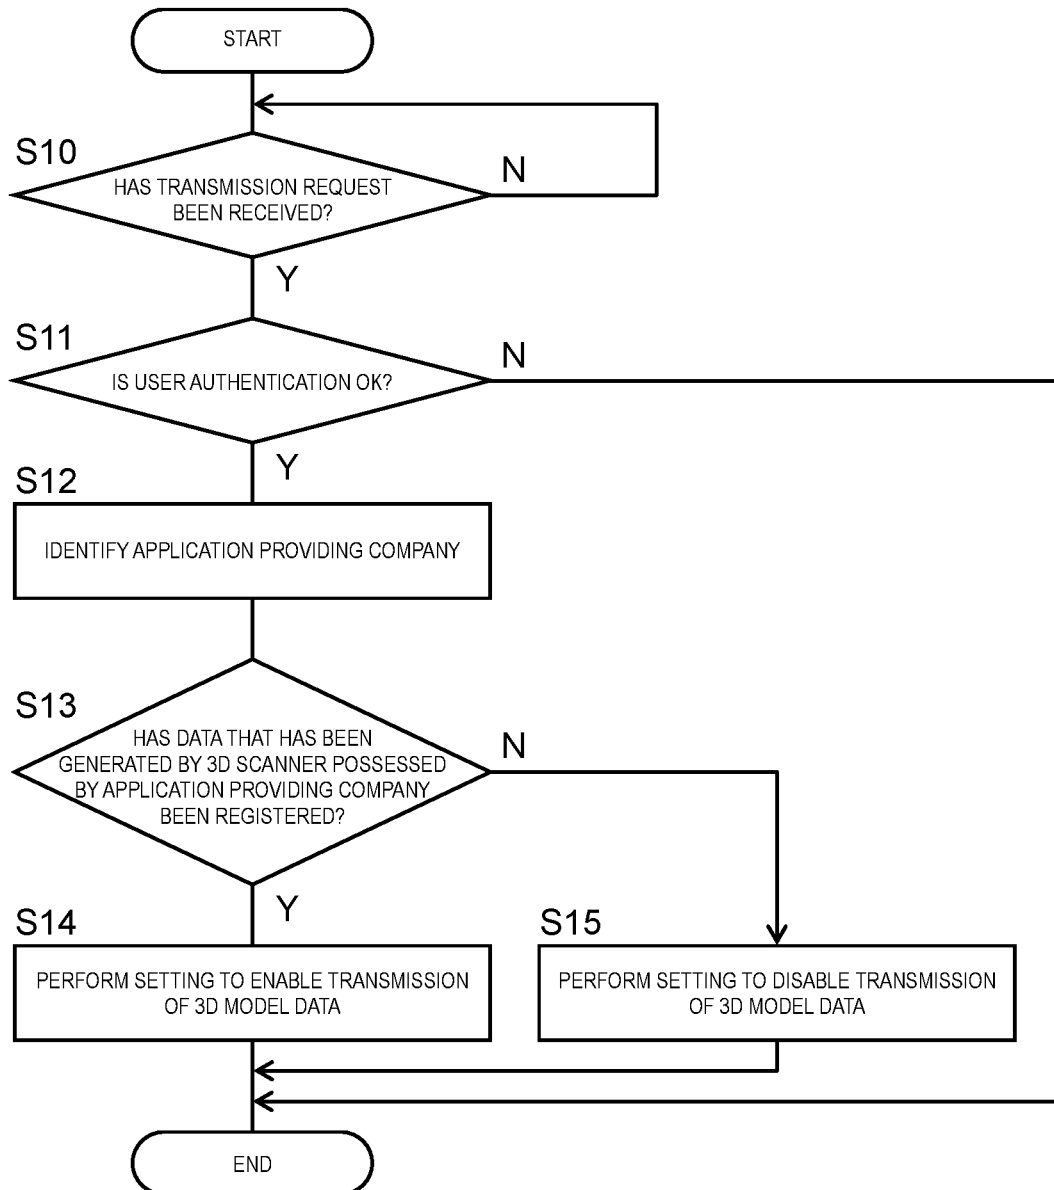 START
S10
HAS TRANSMISSION REQUEST
BEEN RECEIVED?
N
Y
S11
IS USER AUTHENTICATION OK?
N
Y
S12
IDENTIFY APPLICATION PROVIDING COMPANY
S13
HAS DATA THAT HAS BEEN
GENERATED BY 3D SCANNER POSSESSED
BY APPLICATION PROVIDING COMPANY
BEEN REGISTERED?
N
Y
S14
PERFORM SETTING TO ENABLE TRANSMISSION
OF 3D MODEL DATA
S15
PERFORM SETTING TO DISABLE TRANSMISSION
OF 3D MODEL DATA
END